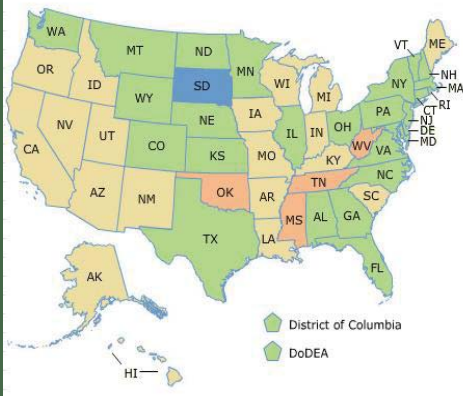 WA
MT
ND
MN
VT
ME
OR
ID
SD
WI
MI
NY
NH
MA
WY
RI
CT
IA
NE
PA
NJ
NV
UT
IL
IN
OH
DE
MD
CO
KS
MO
WV
VA
CA
KY
NC
TN
OK
AR
SC
AZ
NM
MS
AL
GA
TX
LA
FL
AK
District of Columbia
DoDEA
HI